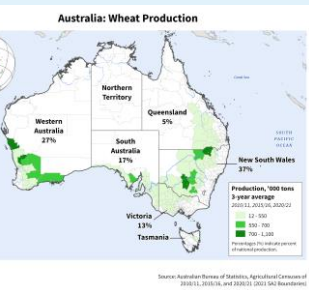 Australia: Wheat Production
Northern
Territory
Queensland
5%
Western
Australia
27%
South
Australia
17%
SOUTH
PACIFIC
OCEAN
New South Wales
37%
Victoria
13%
Tasmania
Production, '000 tons
3-year average
2010/11, 2015/16, 2020/21
12 - 550
550 - 700
700 - 1,100
Percentages (%) indicate percent
of national production.
Source: Australian Bureau of Statistics, Agricultural Censuses of
2010/11, 2015/16, and 2020/21 (2021 SA2 Boundaries)